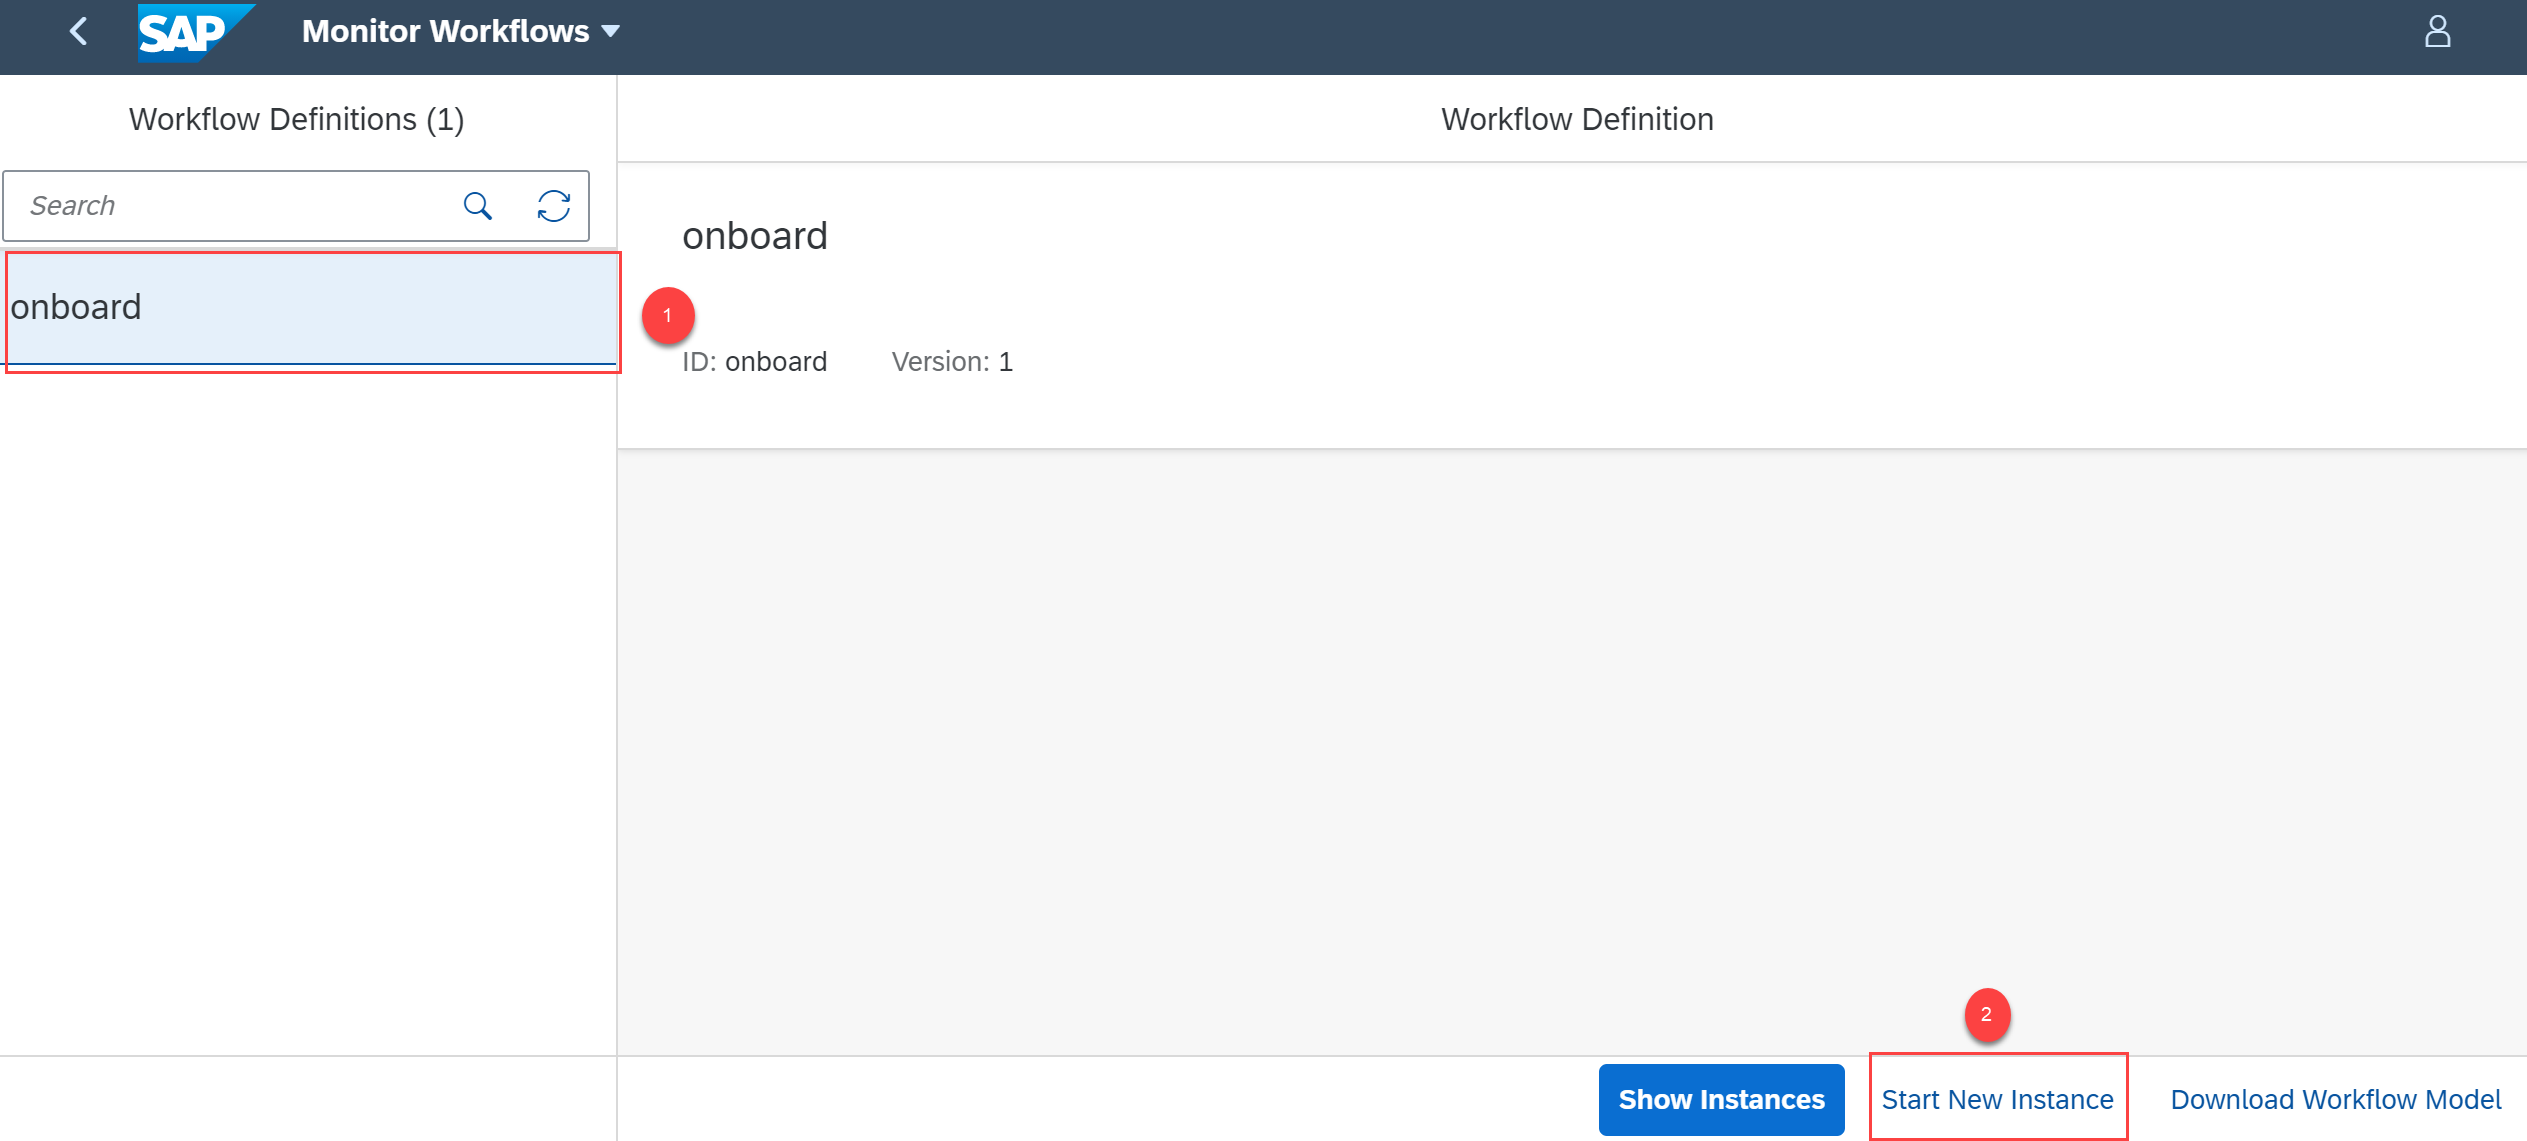 SAP
Monitor Workflows
Workflow Definitions (1)
Workflow Definition
Search
onboard
onboard
1
ID: onboard
Version: 1
2
Show Instances
Start New Instance
Download Workflow Model